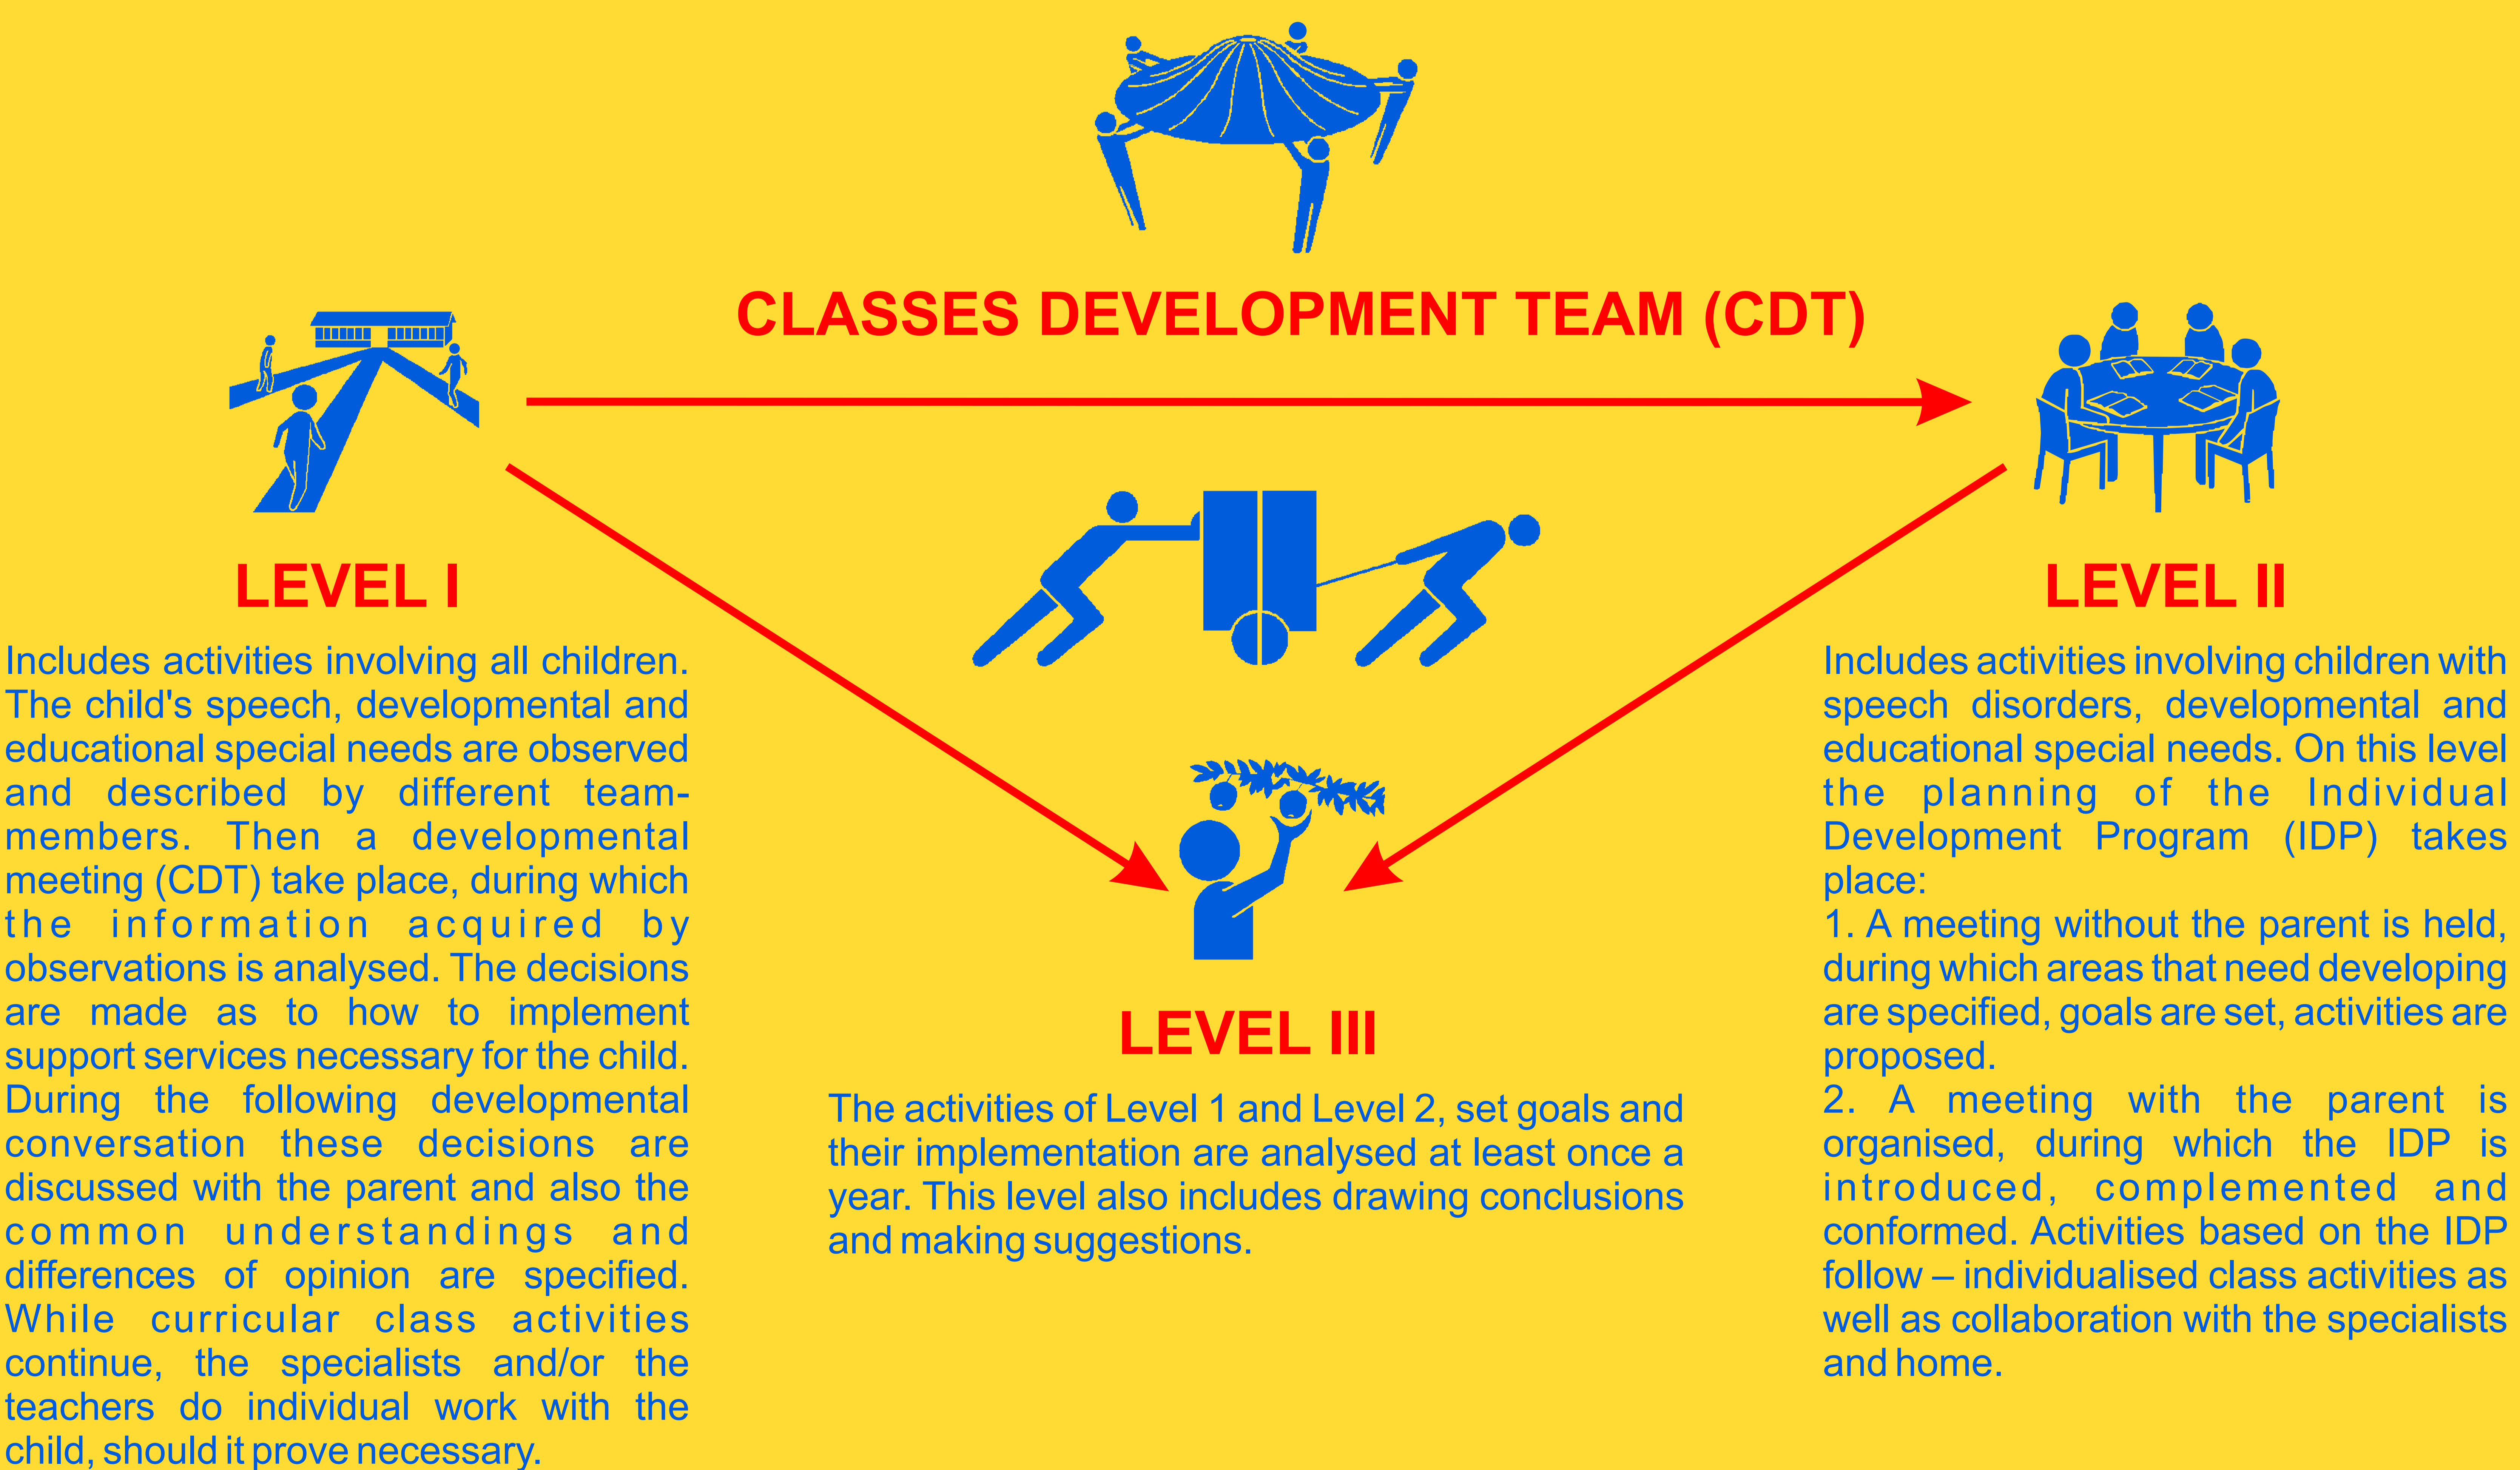 CLASSES DEVELOPMENT TEAM (CDT)
LEVEL I
Includes activities involving all children.
The child's speech, developmental and
educational special needs are observed
and described by different team-
members. Then a developmental
meeting (CDT) take place, during which
the information acquired by
observations is analysed. The decisions
are made as to how to implement
support services necessary for the child.
During the following developmental
conversation these decisions are
discussed with the parent and also the
common understandings and
differences of opinion are specified.
While curricular class activities
continue, the specialists and/or the
teachers do individual work with the
child, should it prove necessary.
LEVEL III
The activities of Level 1 and Level 2, set goals and
their implementation are analysed at least once a
year. This level also includes drawing conclusions
and making suggestions.
LEVEL II
Includes activities involving children with
speech disorders, developmental and
educational special needs. On this level
the planning of the Individual
Development Program (IDP) takes
place:
1. A meeting without the parent is held,
during which areas that need developing
are specified, goals are set, activities are
proposed.
2. A meeting with the parent is
organised, during which the IDP is
introduced, complemented and
conformed. Activities based on the IDP
follow – individualised class activities as
well as collaboration with the specialists
and home.